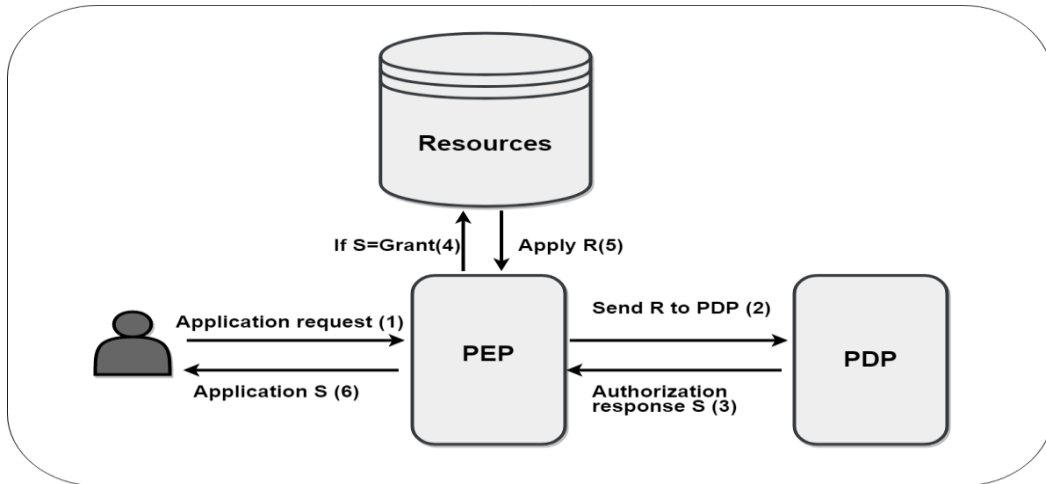 Resources
If S=Grant(4)
Apply R(5)
Application request (1)
Send R to PDP (2)
PEP
PDP
Application S (6)
Authorization
response S (3)